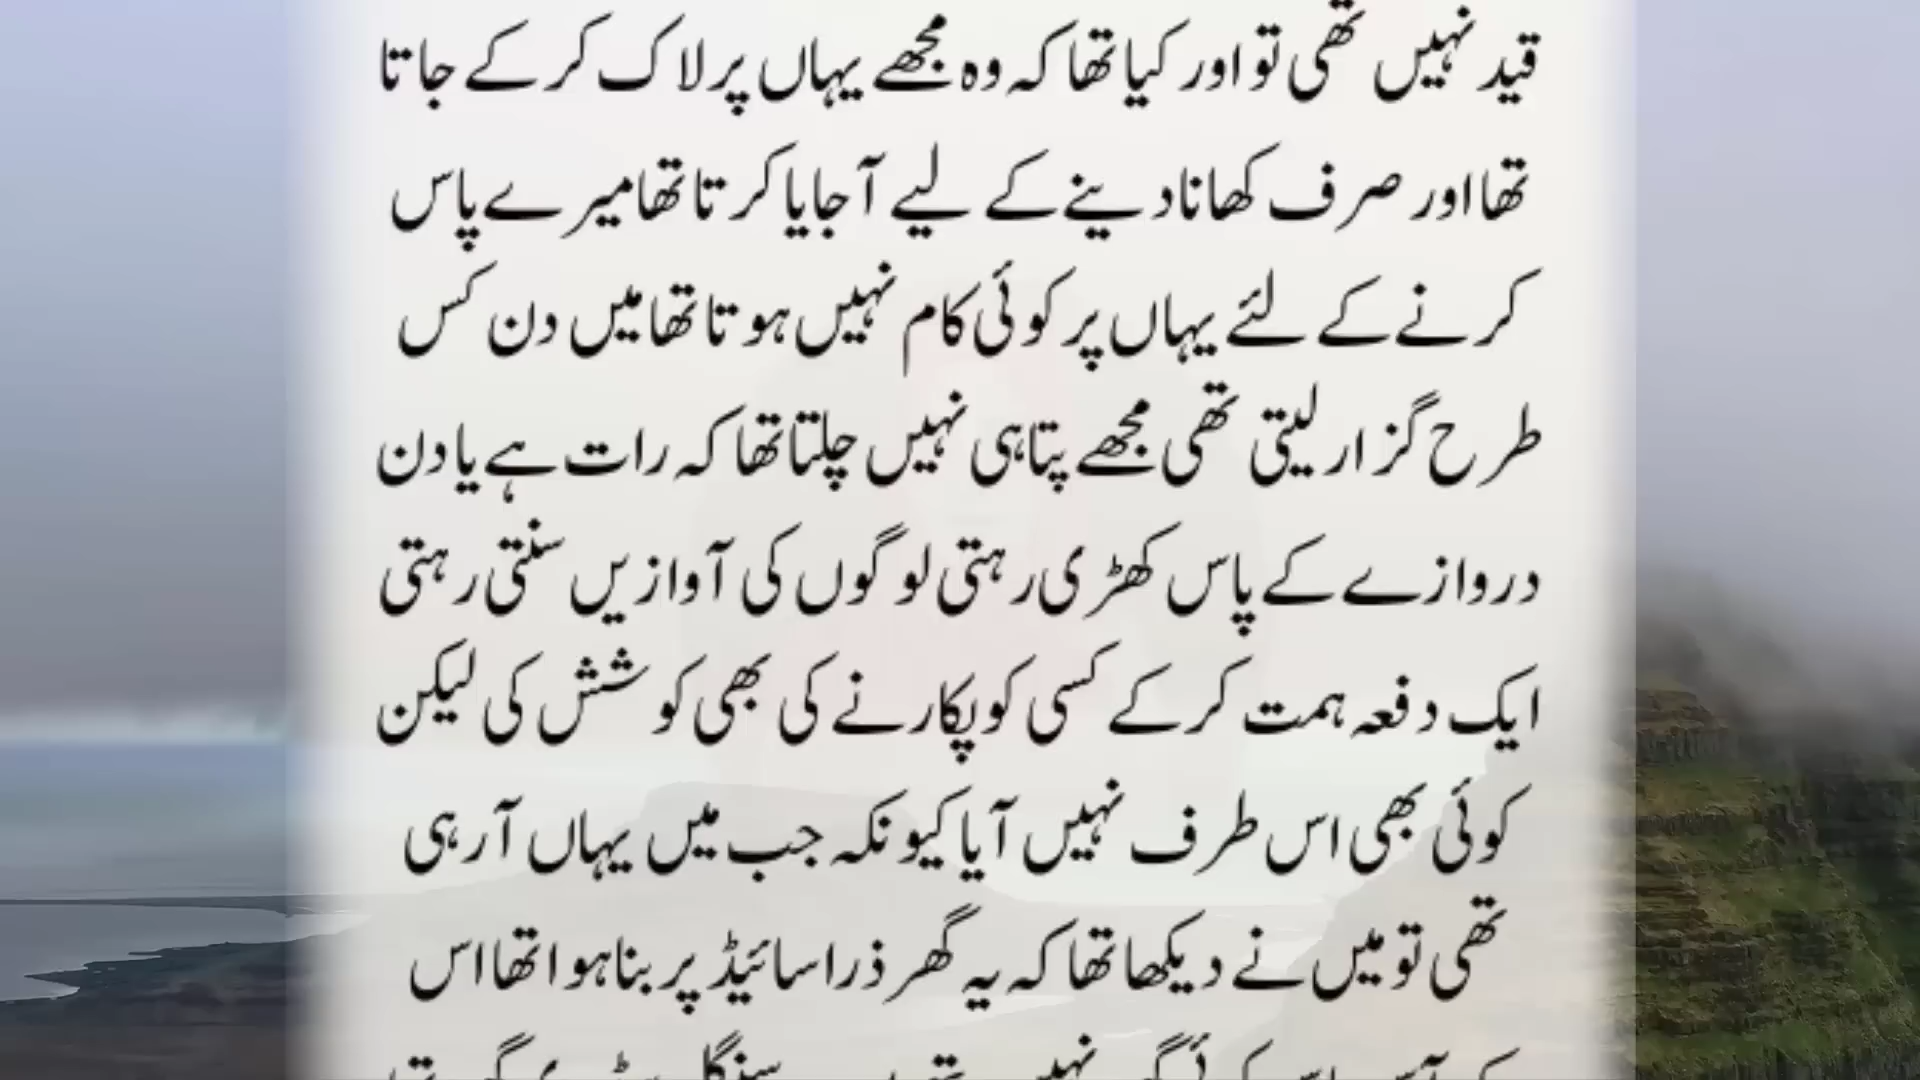 قید نہیں تھی تو اور کیا تھا کہ وہ مجھے یہاں پر لاک کر کے جاتا
تھا اور صرف کھانا دینے کے لیے آ جایا کرتا تھا میرے پاس
کرنے کے لئے یہاں پر کوئی کام نہیں ہوتا تھا میں دن کس
طرح گزار لیتی تھی مجھے پتا ہی نہیں چلتا تھا کہ رات ہے یا دن
دروازے کے پاس کھڑی رہتی لوگوں کی آوازیں سنتی رہتی
ایک دفعہ ہمت کر کے کسی کو پکارنے کی بھی کوشش کی لیکن
کوئی بھی اس طرف نہیں آیا کیونکہ جب میں یہاں آ رہی
تھی تو میں نے دیکھا تھا کہ یہ گھر ذرا سائیڈ پر بنا ہوا تھا اس